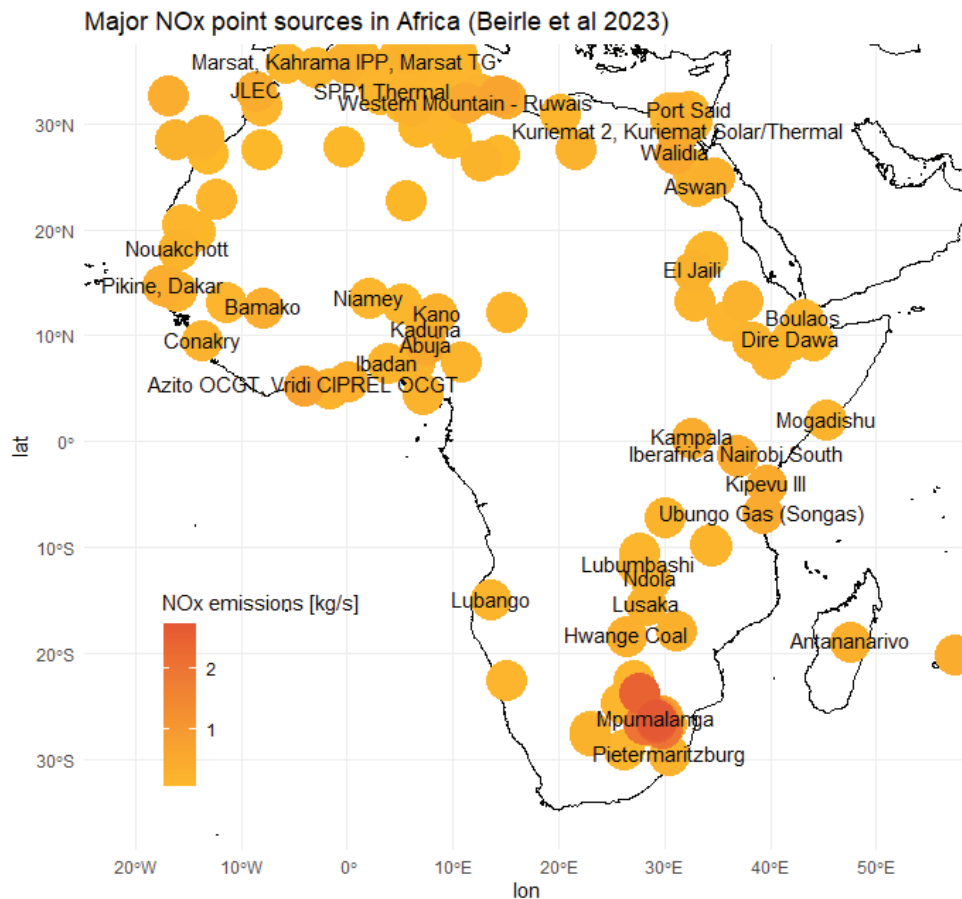 Major NOx point sources in Africa (Beirle et al 2023)
Marsat, Kahrama IPP, Marsat TG
JLEC
SPP1 Thermal
Western Mountain - Ruwais
Port Said
Kuriemat 2, Kuriemat Solar/Thermal
Walidia
Aswan
Nouakchott
El Jaili
Pikine, Dakar
Bamako
Niamey
Kano
Kaduna
Abuja
Boulaos
Dire Dawa
Conakry
Ibadan
Azito OCGT, Vridi CIPREL OCGT
Mogadishu
Kampala
Iberafrica Nairobi South
Kipevu III
Ubungo Gas (Songas)
Lubumbashi
Ndola
Lubango
Lusaka
Hwange Coal
Antananarivo
Mpumalanga
Pietermaritzburg
NOx emissions [kg/s]
2
1
30°N
20°N
10°N
0°
10°S
20°S
30°S
lat
20°W
10°W
0°
10°E
20°E
30°E
40°E
50°E
lon